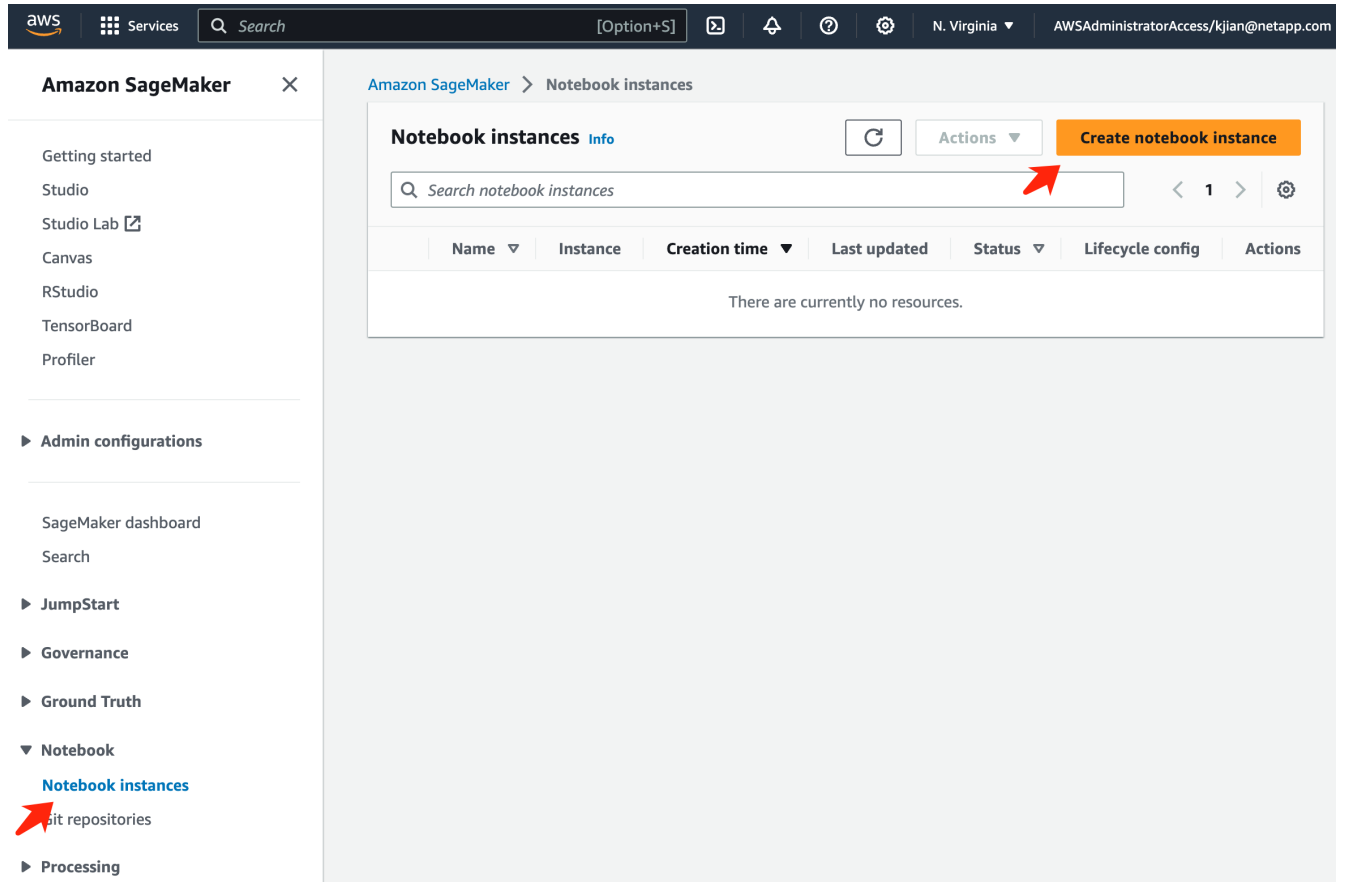 aws
Services
Search
[Option+S]
N. Virginia
AWSAdministratorAccess/kjian@netapp.com
Amazon SageMaker
Getting started
Studio
Studio Lab
Canvas
RStudio
TensorBoard
Profiler
Admin configurations
SageMaker dashboard
Search
JumpStart
Governance
Ground Truth
Notebook
Notebook instances
Git repositories
Processing
Amazon SageMaker
Notebook instances
Notebook instances
Info
Actions
Create notebook instance
Search notebook instances
1
Name
Instance
Creation time
Last updated
Status
Lifecycle config
Actions
There are currently no resources.